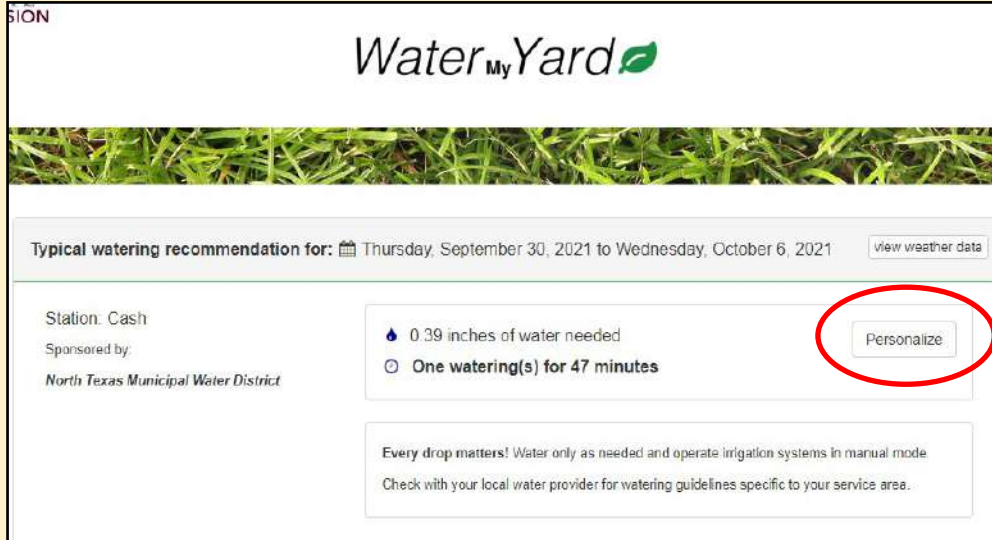 SION
Water My Yard
Typical watering recommendation for: Thursday, September 30, 2021 to Wednesday, October 6, 2021 view weather data
Station: Cash
Sponsored by:
North Texas Municipal Water District
0.39 inches of water needed
One watering(s) for 47 minutes
Personalize
Every drop matters! Water only as needed and operate irrigation systems in manual mode
Check with your local water provider for watering guidelines specific to your service area.